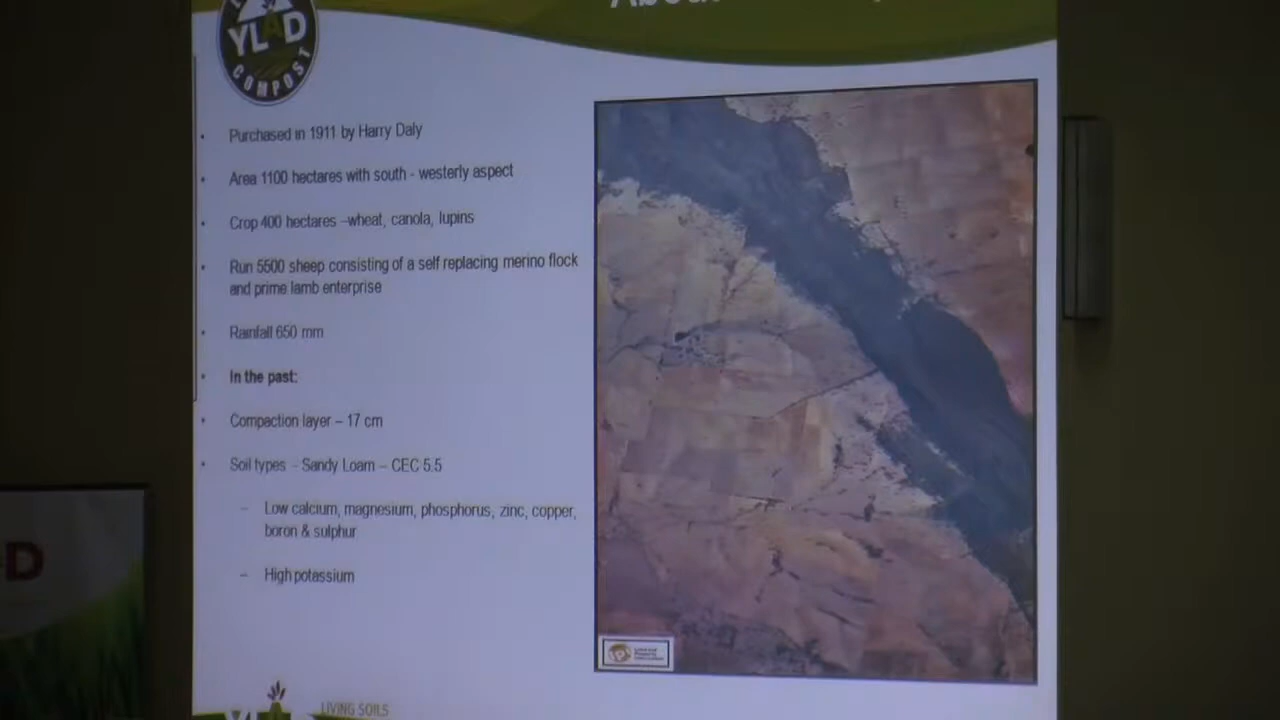 YLAD
COMPOST
Purchased in 1911 by Harry Daly
Area 1100 hectares with south - westerly aspect
Crop 400 hectares –wheat, canola, lupins
Run 5500 sheep consisting of a self replacing merino flock
and prime lamb enterprise
Rainfall 650 mm
In the past:
Compaction layer – 17 cm
Soil types - Sandy Loam – CEC 5.5
– Low calcium, magnesium, phosphorus, zinc, copper,
boron & sulphur
– High potassium
D
LIVING SOILS